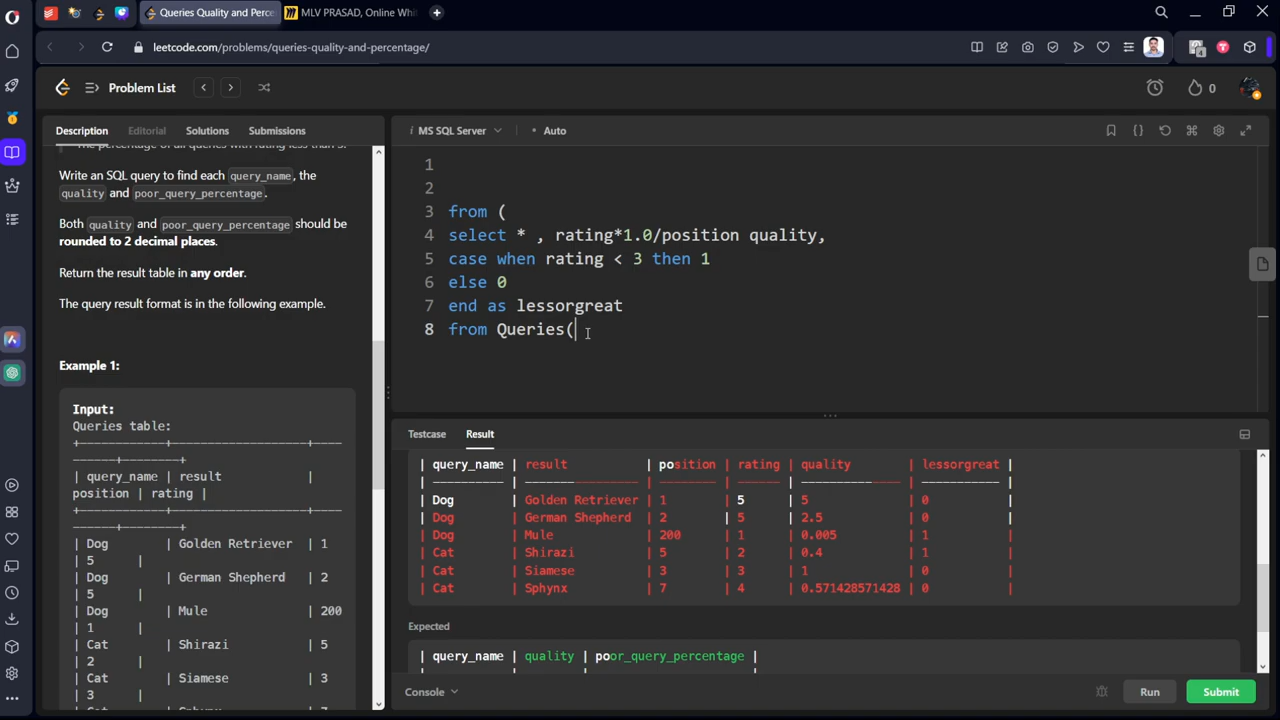 Queries Quality and Perce
MLV PRASAD, Online Whit
leetcode.com/problems/queries-quality-and-percentage/
Problem List
0
Description
Editorial
Solutions
Submissions
MS SQL Server
Auto
Write an SQL query to find each query_name, the
quality and poor_query_percentage.
Both quality and poor_query_percentage should be
rounded to 2 decimal places.
Return the result table in any order.
The query result format is in the following example.
Example 1:
Input:
Queries table:
+------------+-------------------+----
------+--------+
| query_name | result |
position | rating |
+------------+-------------------+----
------+--------+
| Dog | Golden Retriever | 1
| 5 |
| Dog | German Shepherd | 2
| 5 |
| Dog | Mule | 200
| 1 |
| Cat | Shirazi | 5
| 2 |
| Cat | Siamese | 3
| 3 |
1
2
3 from (
4 select * , rating*1.0/position quality,
5 case when rating < 3 then 1
6 else 0
7 end as lessorgreat
8 from Queries(
Testcase
Result
| query_name | result | position | rating | quality | lessorgreat |
| ---------- | ---------------- | -------- | ------ | -------------- | ----------- |
| Dog | Golden Retriever | 1 | 5 | 5 | 0 |
| Dog | German Shepherd | 2 | 5 | 2.5 | 0 |
| Dog | Mule | 200 | 1 | 0.005 | 1 |
| Cat | Shirazi | 5 | 2 | 0.4 | 1 |
| Cat | Siamese | 3 | 3 | 1 | 0 |
| Cat | Sphynx | 7 | 4 | 0.571428571428 | 0 |
Expected
| query_name | quality | poor_query_percentage |
Console
Run
Submit